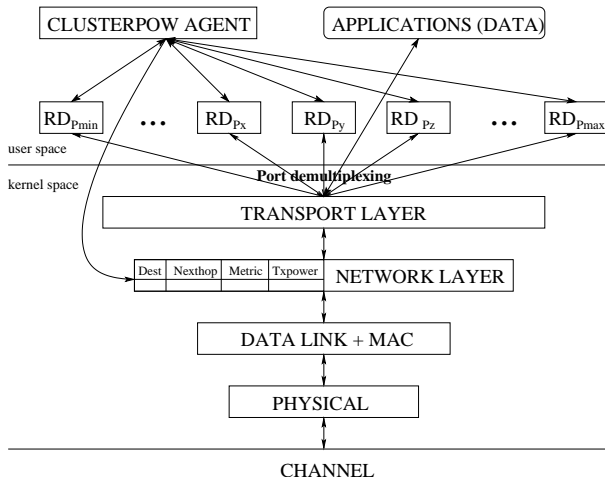 CLUSTERPOW AGENT
APPLICATIONS (DATA)
RDPmin ... RDPx RDPy RDPz ... RDPmax
user space
kernel space
Port demultiplexing
TRANSPORT LAYER
Dest Nexthop Metric Txpower
NETWORK LAYER
DATA LINK + MAC
PHYSICAL
CHANNEL